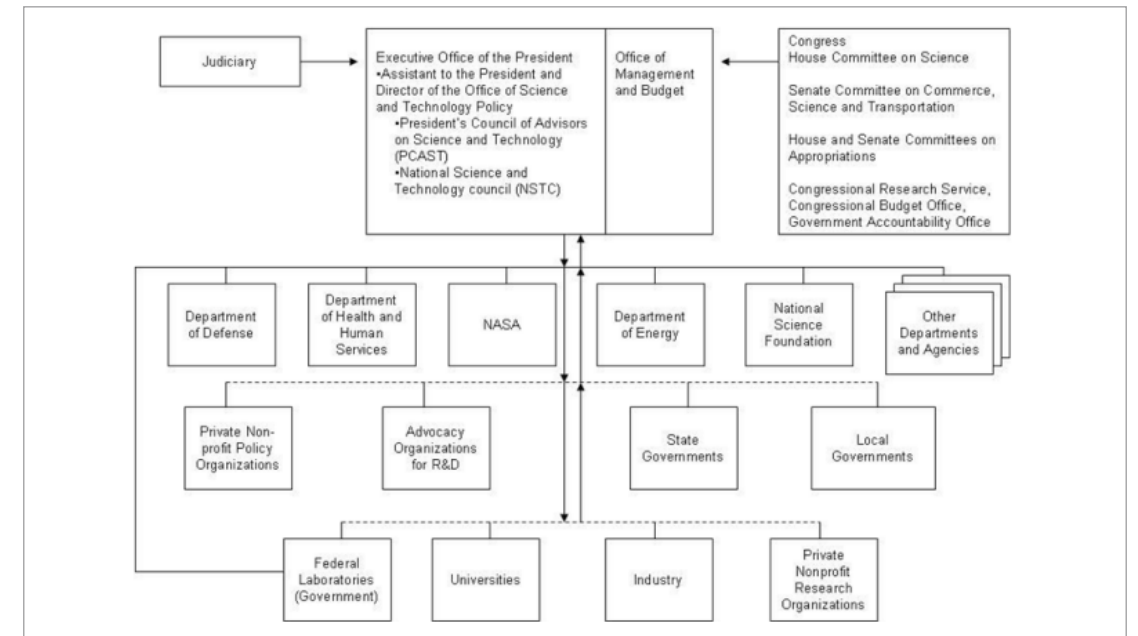 Judiciary
Executive Office of the President
•Assistant to the President and
Director of the Office of Science
and Technology Policy
•President's Council of Advisors
on Science and Technology
(PCAST)
•National Science and
Technology council (NSTC)
Office of
Management
and Budget
Congress
House Committee on Science
Senate Committee on Commerce,
Science and Transportation
House and Senate Committees on
Appropriations
Congressional Research Service,
Congressional Budget Office,
Government Accountability Office
Department
of Defense
Department
of Health and
Human
Services
NASA
Department
of Energy
National
Science
Foundation
Other
Departments
and Agencies
Private Non-
profit Policy
Organizations
Advocacy
Organizations
for R&D
State
Governments
Local
Governments
Federal
Laboratories
(Government)
Universities
Industry
Private
Nonprofit
Research
Organizations